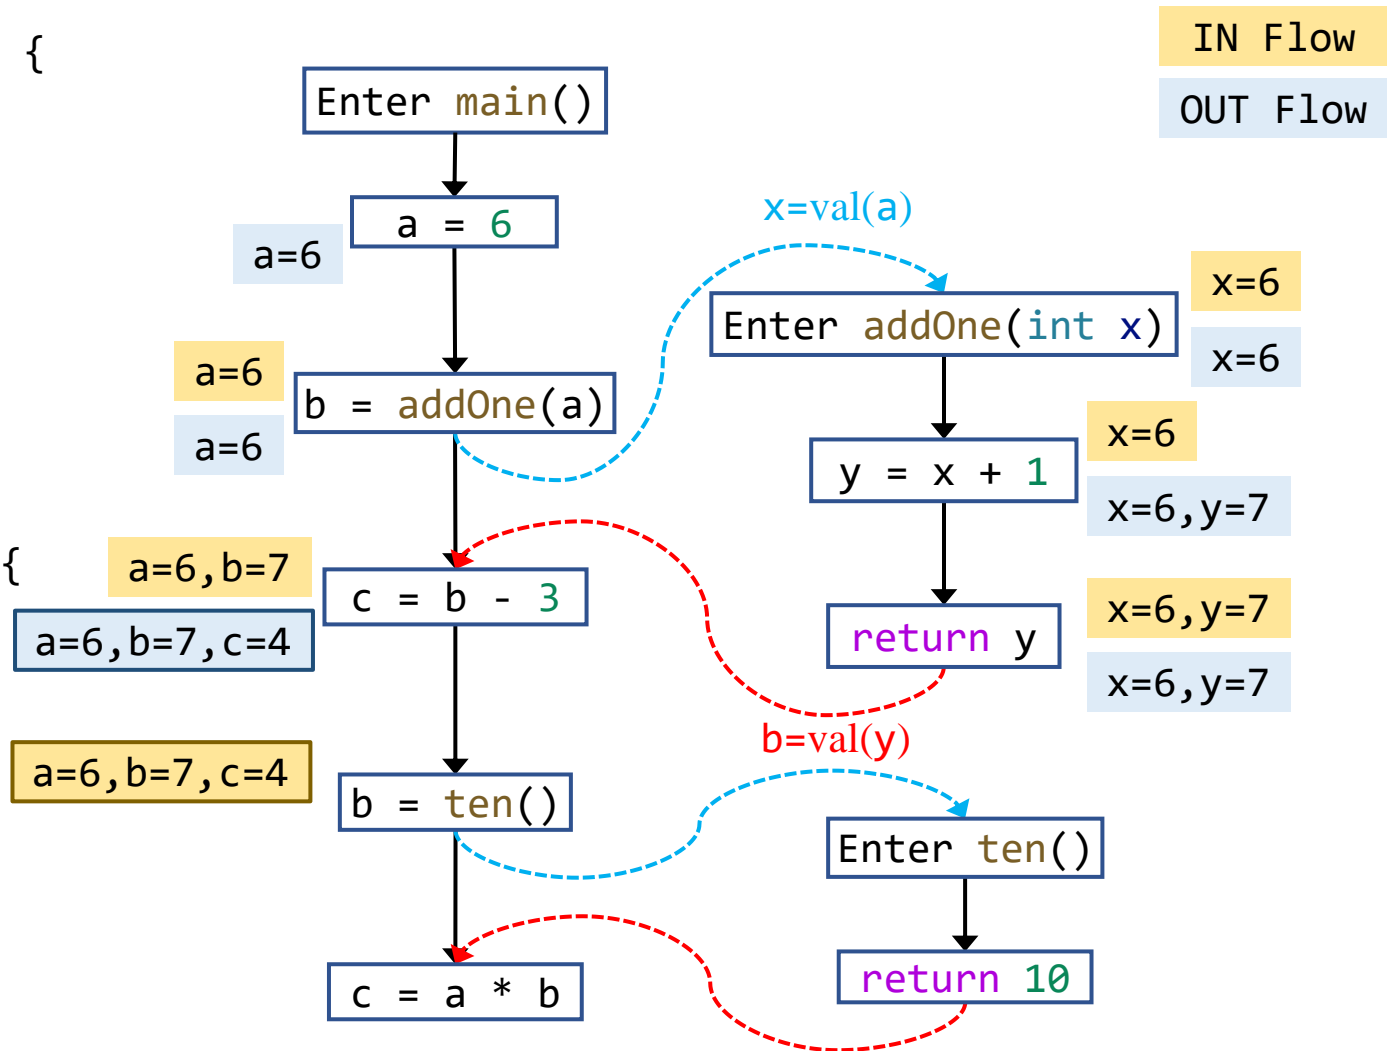 {
IN Flow
OUT Flow
Enter main()
a = 6
a=6
x=val(a)
Enter addOne(int x)
x=6
x=6
a=6
b = addOne(a)
a=6
y = x + 1
x=6
x=6,y=7
{
a=6,b=7
c = b - 3
a=6,b=7,c=4
return y
x=6,y=7
x=6,y=7
b=val(y)
a=6,b=7,c=4
b = ten()
Enter ten()
return 10
c = a * b